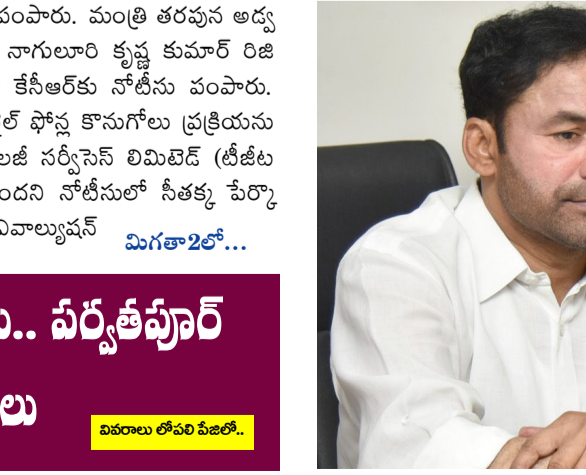 పంపారు. మంత్రి తరపున అడ్వ
నాగులూరి కృష్ణ కుమార్ రిజి
కేసీఆర్‌కు నోటీసు పంపారు.
ల్ ఫోన్ల కొనుగోలు ప్రక్రియను
లజీ సర్వీసెస్ లిమిటెడ్ (టీజీట
ందని నోటీసులో సీతక్క పేర్కొ
వాల్యుషన్
మిగతా2లో...
.. పర్వతపూర్
లు
వివరాలు లోపలి పేజీలో..